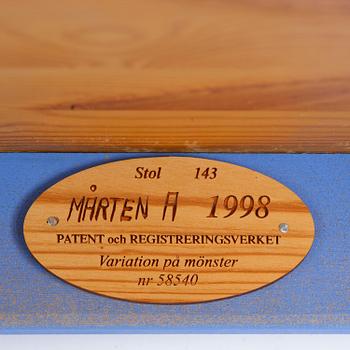 Stol 143
MÅRTEN A 1998
PATENT och REGISTRERINGSVERKET
Variation på mönster
nr 58540